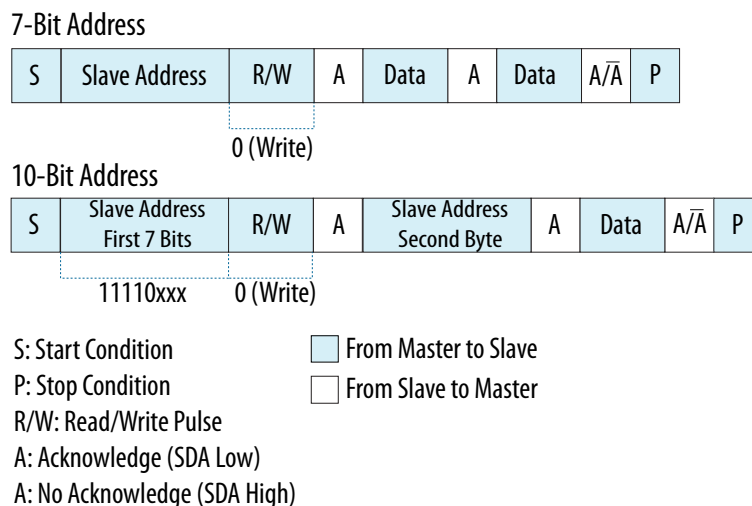 7-Bit Address
S Slave Address R/W A Data A Data A/A̅ P
0 (Write)
10-Bit Address
S Slave Address First 7 Bits R/W A Slave Address Second Byte A Data A/A̅ P
11110xxx 0 (Write)
S: Start Condition
From Master to Slave
P: Stop Condition
From Slave to Master
R/W: Read/Write Pulse
A: Acknowledge (SDA Low)
A: No Acknowledge (SDA High)